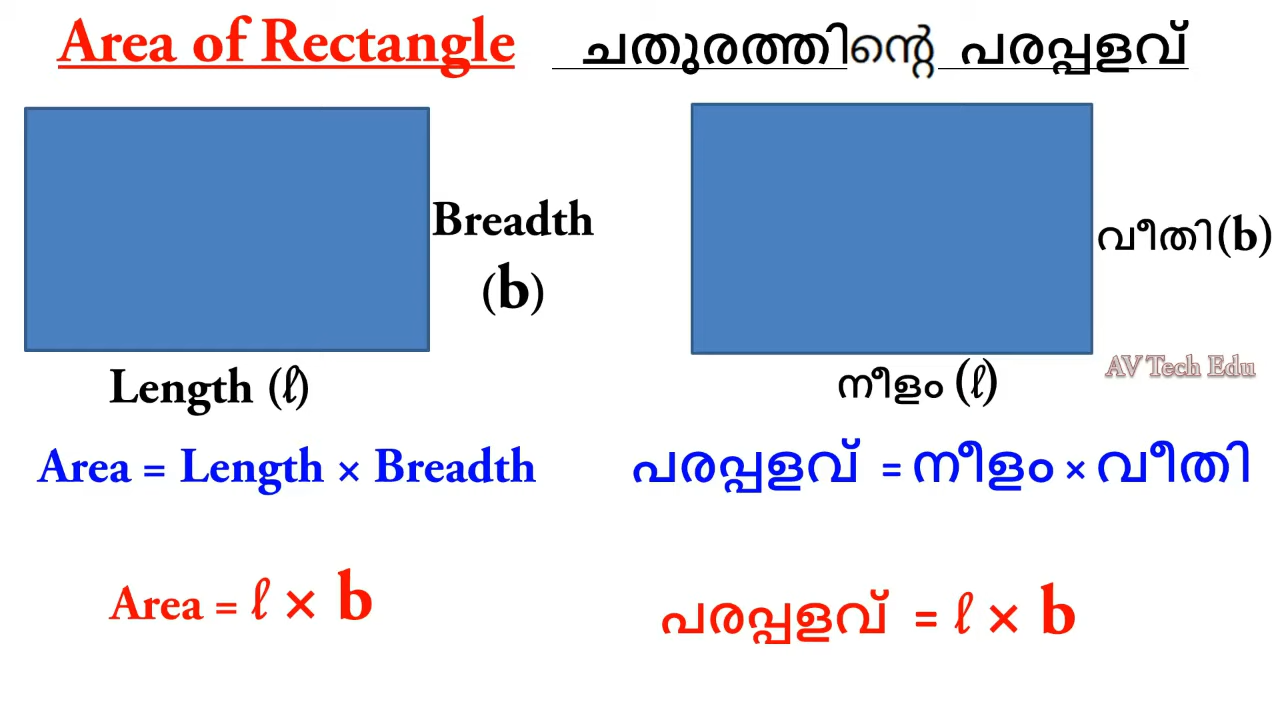 Area of Rectangle ചതുരത്തിന്റെ പരപ്പളവ്
Breadth
(b)
വീതി(b)
Length (ℓ)
നീളം (ℓ)
AV Tech Edu
Area = Length × Breadth
പരപ്പളവ് = നീളം × വീതി
Area = ℓ × b
പരപ്പളവ് = ℓ × b